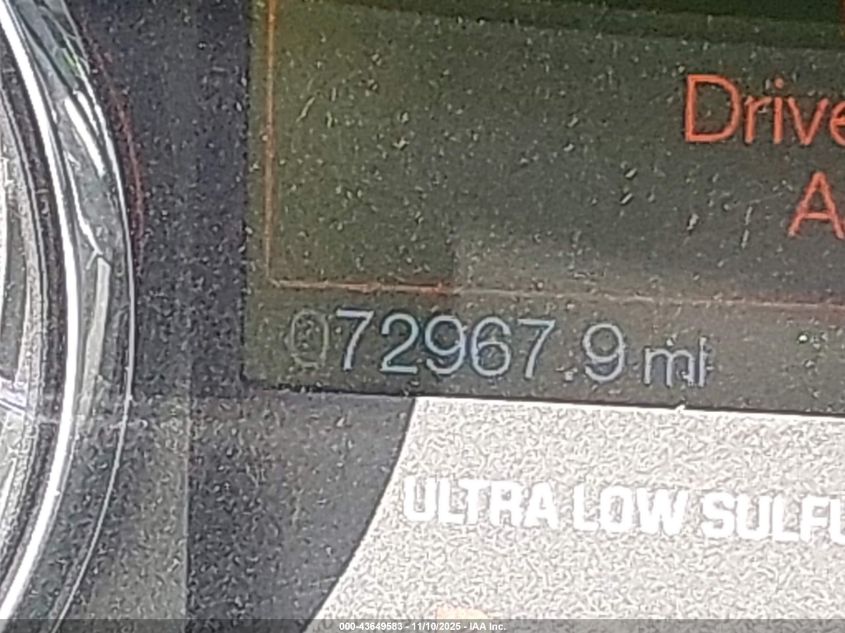 Drive
A
072967.9 mi
ULTRA LOW SULFU
000-43649583 - 11/10/2025 - IAA Inc.